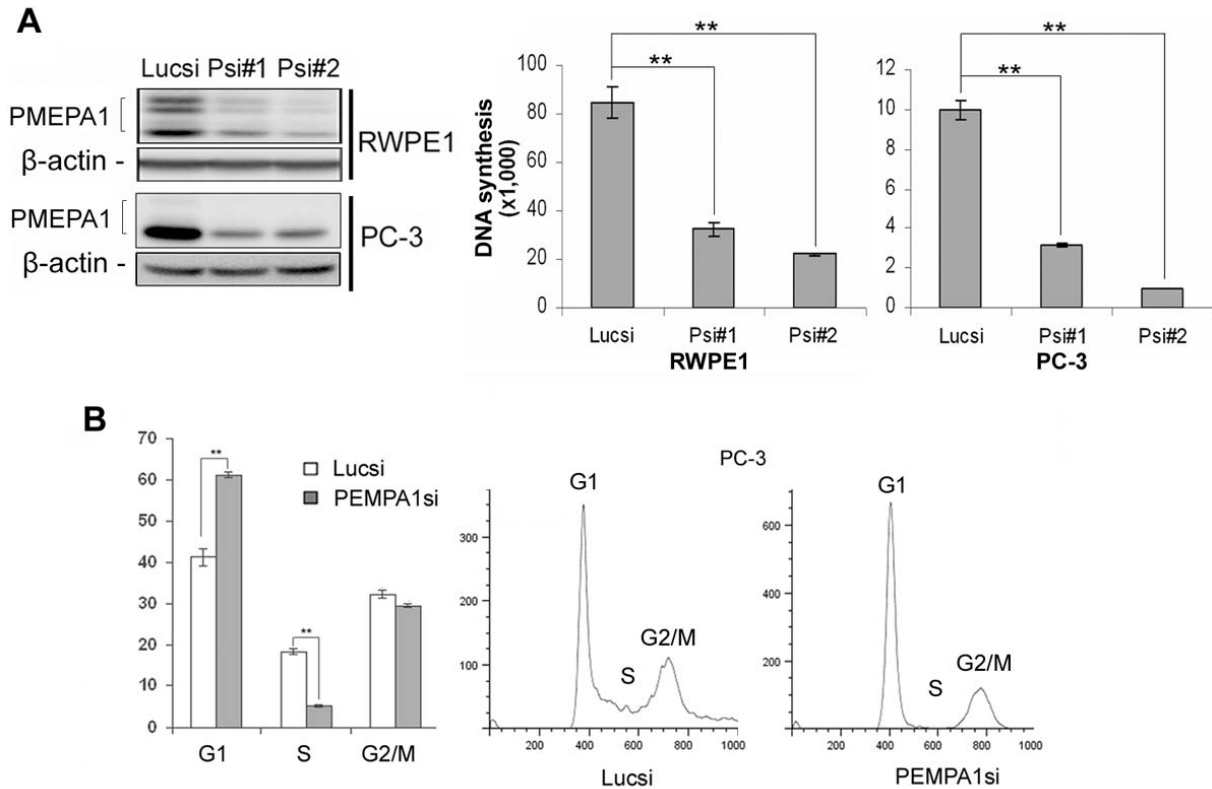 A
Lucsi Psi#1 Psi#2
PMEPA1
β-actin -
RWPE1
PMEPA1
β-actin -
PC-3
DNA synthesis
(x1,000)
100
80
60
40
20
0
**
**
Lucsi Psi#1 Psi#2
RWPE1
12
10
8
6
4
2
0
**
**
Lucsi Psi#1 Psi#2
PC-3
B
70
60
50
40
30
20
10
0
**
**
Lucsi
PEMPA1si
G1 S G2/M
PC-3
300
200
100
0
G1
S
G2/M
200 400 600 800 1000
Lucsi
600
400
200
0
G1
S
G2/M
200 400 600 800 1000
PEMPA1si